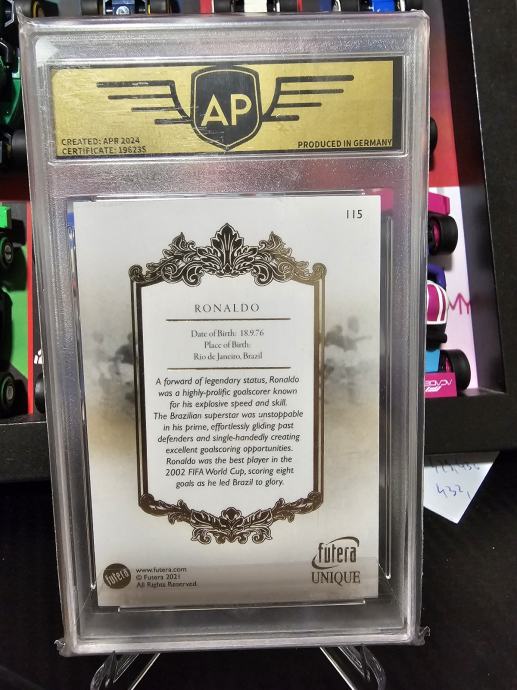 AP
CREATED: APR 2024
CERTIFICATE: 196235
PRODUCED IN GERMANY
115
RONALDO
Date of Birth: 18.9.76
Place of Birth:
Rio de Janeiro, Brazil
A forward of legendary status, Ronaldo
was a highly-prolific goalscorer known
for his explosive speed and skill.
The Brazilian superstar was unstoppable
in his prime, effortlessly gliding past
defenders and single-handedly creating
excellent goalscoring opportunities.
Ronaldo was the best player in the
2002 FIFA World Cup, scoring eight
goals as he led Brazil to glory.
futera
www.futera.com
© Futera 2021
All Rights Reserved
futera
UNIQUE
432,